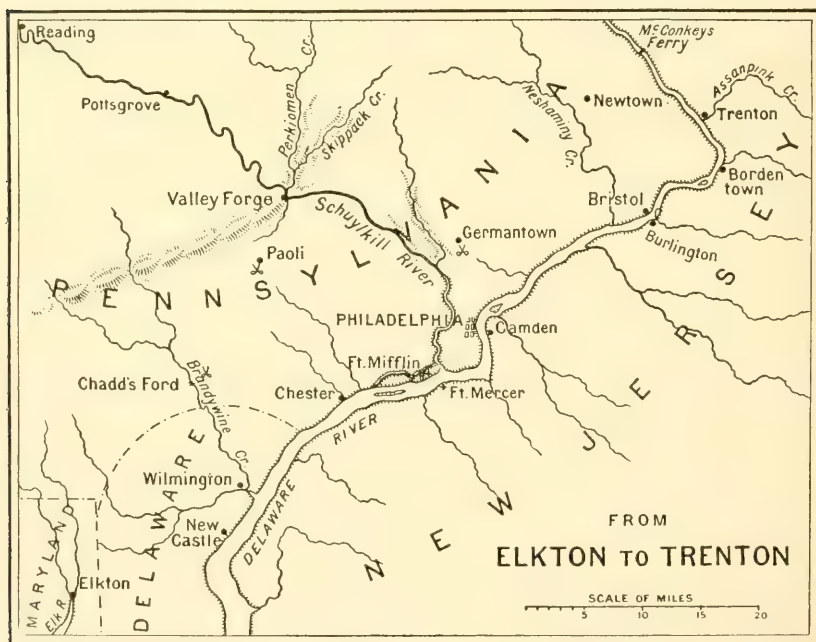 Reading
Pottsgrove
Perkiomen Cr.
Skippack Cr.
Neshaminy Cr.
McConkeys
Ferry
Newtown
Assanpink Cr.
Trenton
Borden
town
Bristol
Burlington
Valley Forge
Schuylkill River
Germantown
Paoli
PENNSYLVANIA
PHILADELPHIA
Camden
Ft. Mifflin
Ft. Mercer
Chadd's Ford
Brandywine Cr.
Chester
DELAWARE RIVER
Wilmington
New
Castle
DELAWARE
MARYLAND
Elkton
Elk R.
NEW JERSEY
FROM
ELKTON TO TRENTON
SCALE OF MILES
5 10 15 20